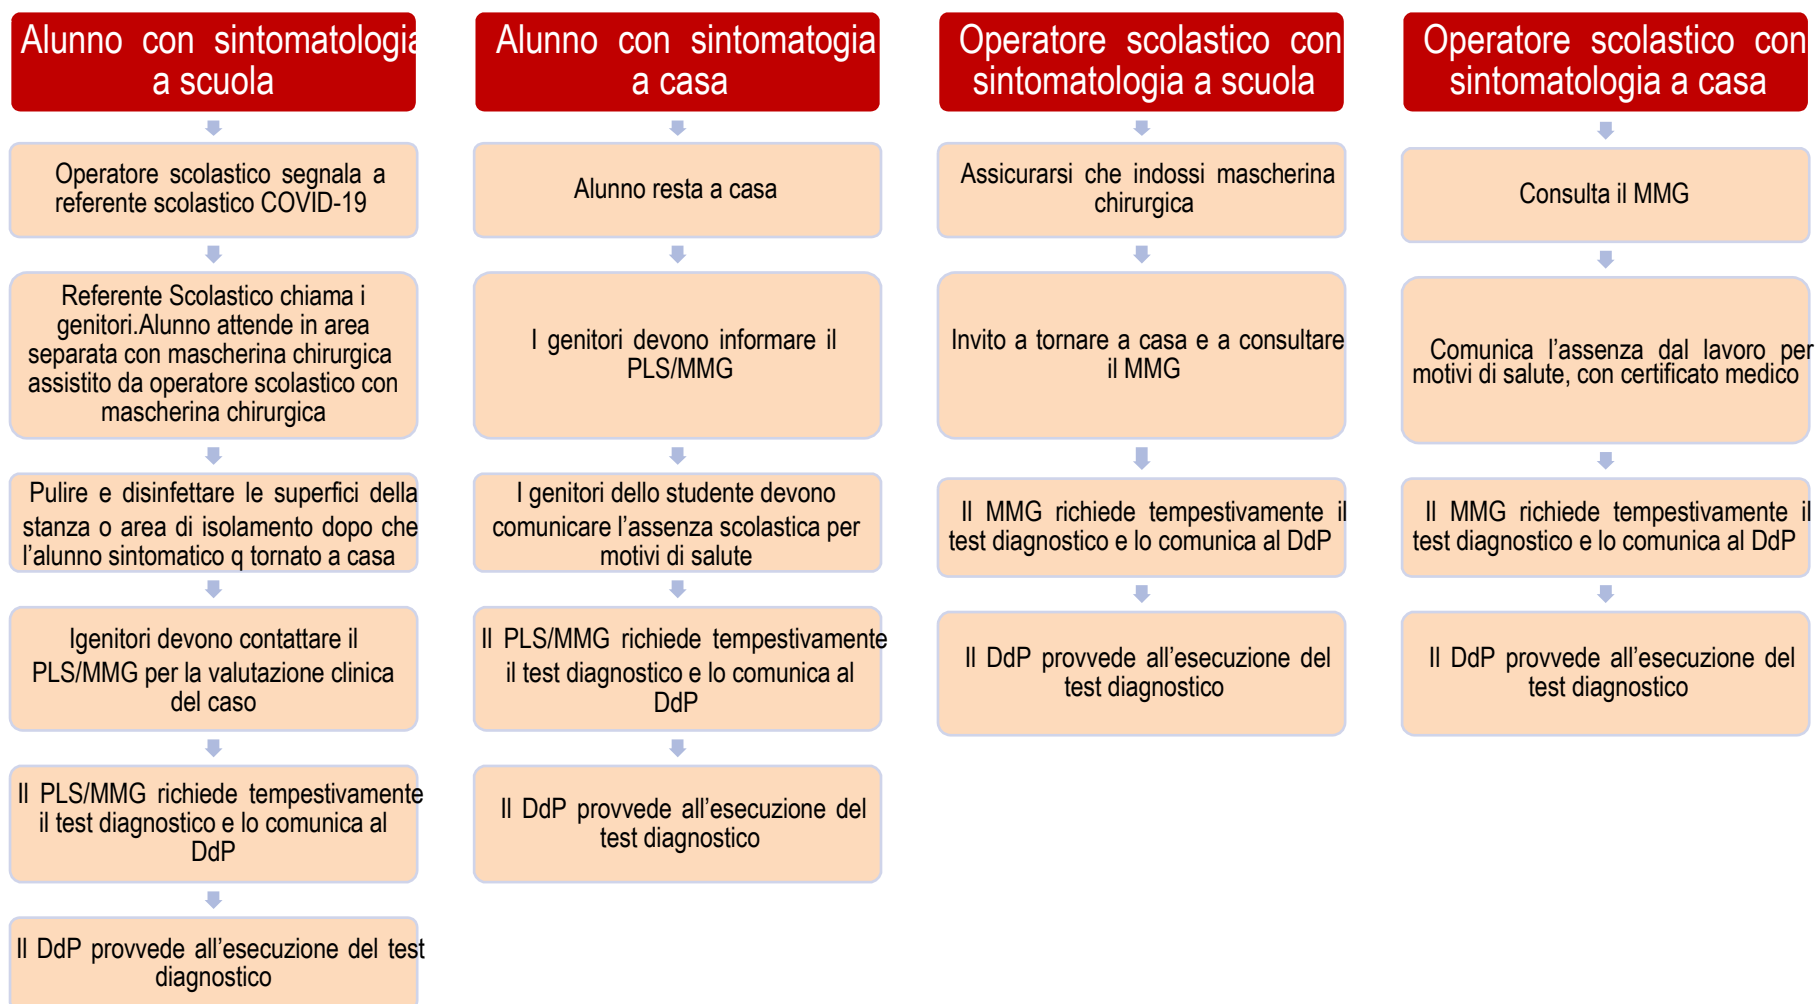 Alunno con sintomatologia
a scuola
Operatore scolastico segnala a
referente scolastico COVID-19
Referente Scolastico chiama i
genitori.Alunno attende in area
separata con mascherina chirurgica
assistito da operatore scolastico con
mascherina chirurgica
Pulire e disinfettare le superfici della
stanza o area di isolamento dopo che
l’alunno sintomatico q tornato a casa
Igenitori devono contattare il
PLS/MMG per la valutazione clinica
del caso
Il PLS/MMG richiede tempestivamente
il test diagnostico e lo comunica al
DdP
Il DdP provvede all’esecuzione del test
diagnostico
Alunno con sintomatogia
a casa
Alunno resta a casa
I genitori devono informare il
PLS/MMG
I genitori dello studente devono
comunicare l’assenza scolastica per
motivi di salute
Il PLS/MMG richiede tempestivamente
il test diagnostico e lo comunica al
DdP
Il DdP provvede all’esecuzione del
test diagnostico
Operatore scolastico con
sintomatologia a scuola
Assicurarsi che indossi mascherina
chirurgica
Invito a tornare a casa e a consultare
il MMG
Il MMG richiede tempestivamente il
test diagnostico e lo comunica al DdP
Il DdP provvede all’esecuzione del
test diagnostico
Operatore scolastico con
sintomatologia a casa
Consulta il MMG
Comunica l’assenza dal lavoro per
motivi di salute, con certificato medico
Il MMG richiede tempestivamente il
test diagnostico e lo comunica al DdP
Il DdP provvede all’esecuzione del
test diagnostico